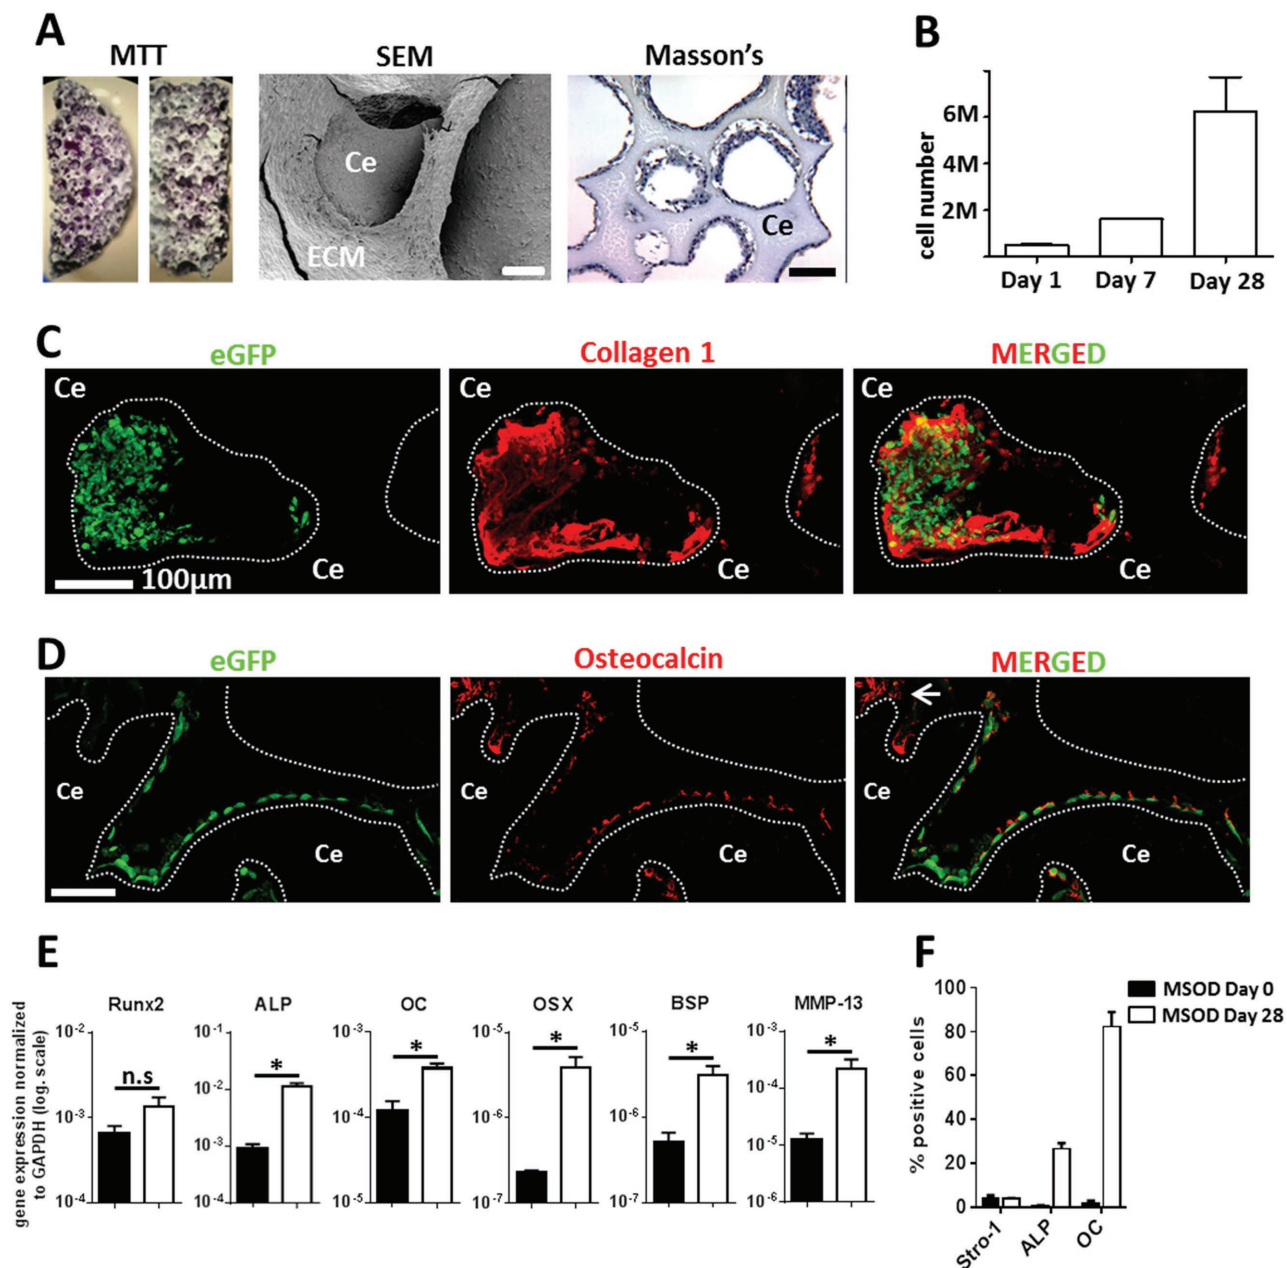 A
MTT
SEM
Masson's
Ce
ECM
Ce
B
cell number
6M
4M
2M
Day 1
Day 7
Day 28
C
eGFP
Collagen 1
MERGED
Ce
Ce
100µm
Ce
Ce
Ce
Ce
D
eGFP
Osteocalcin
MERGED
Ce
Ce
Ce
Ce
Ce
Ce
E
gene expression normalized
to GAPDH (log. scale)
Runx2
10-2
10-3
10-4
n.s
ALP
10-1
10-2
10-3
10-4
*
OC
10-3
10-4
10-5
*
OSX
10-5
10-6
10-7
*
BSP
10-5
10-6
10-7
*
MMP-13
10-3
10-4
10-5
10-6
*
F
% positive cells
100
80
60
40
20
0
Stro-1
ALP
OC
MSOD Day 0
MSOD Day 28